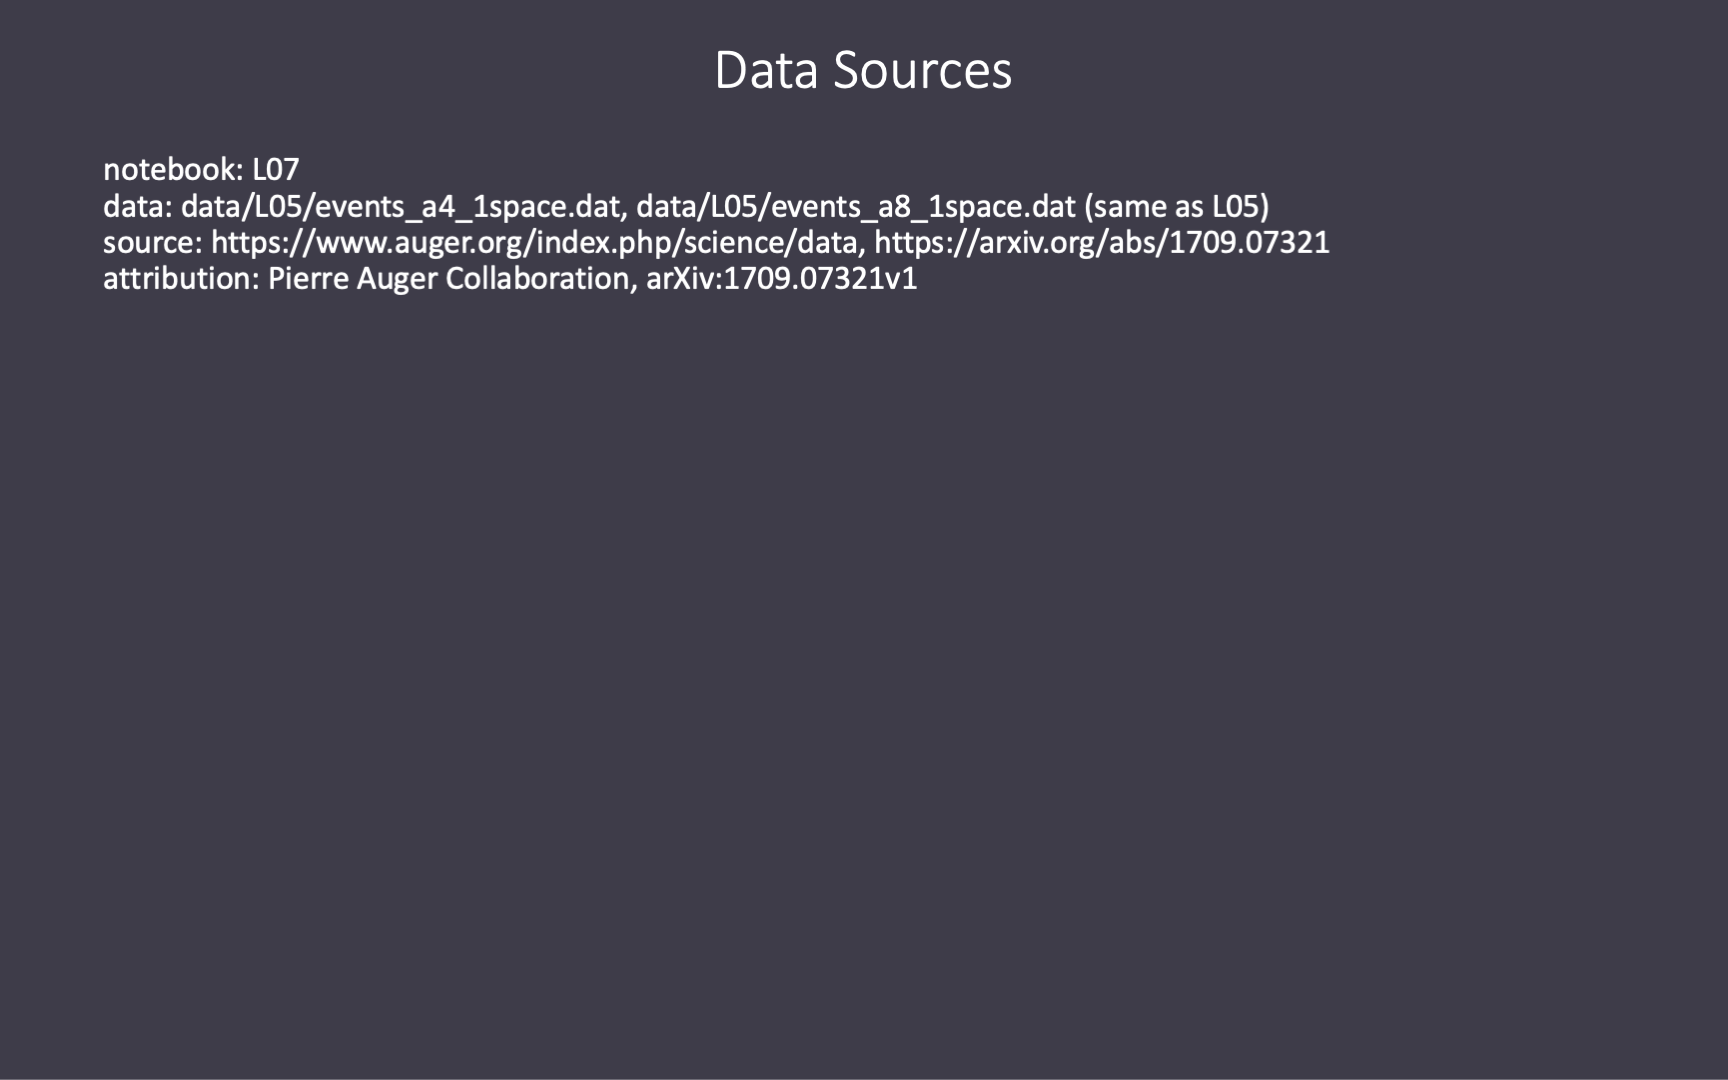 Data Sources
notebook: L07
data: data/L05/events_a4_1space.dat, data/L05/events_a8_1space.dat (same as L05)
source: https://www.auger.org/index.php/science/data, https://arxiv.org/abs/1709.07321
attribution: Pierre Auger Collaboration, arXiv:1709.07321v1